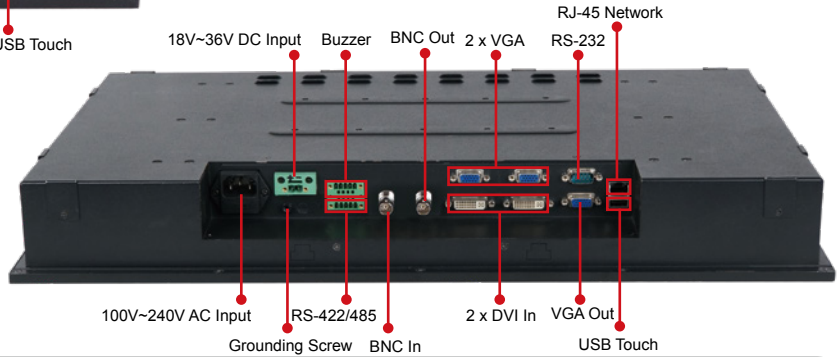 RJ-45 Network
USB Touch
18V~36V DC Input
Buzzer
BNC Out
2 x VGA
RS-232
100V~240V AC Input
RS-422/485
2 x DVI In
VGA Out
Grounding Screw
BNC In
USB Touch